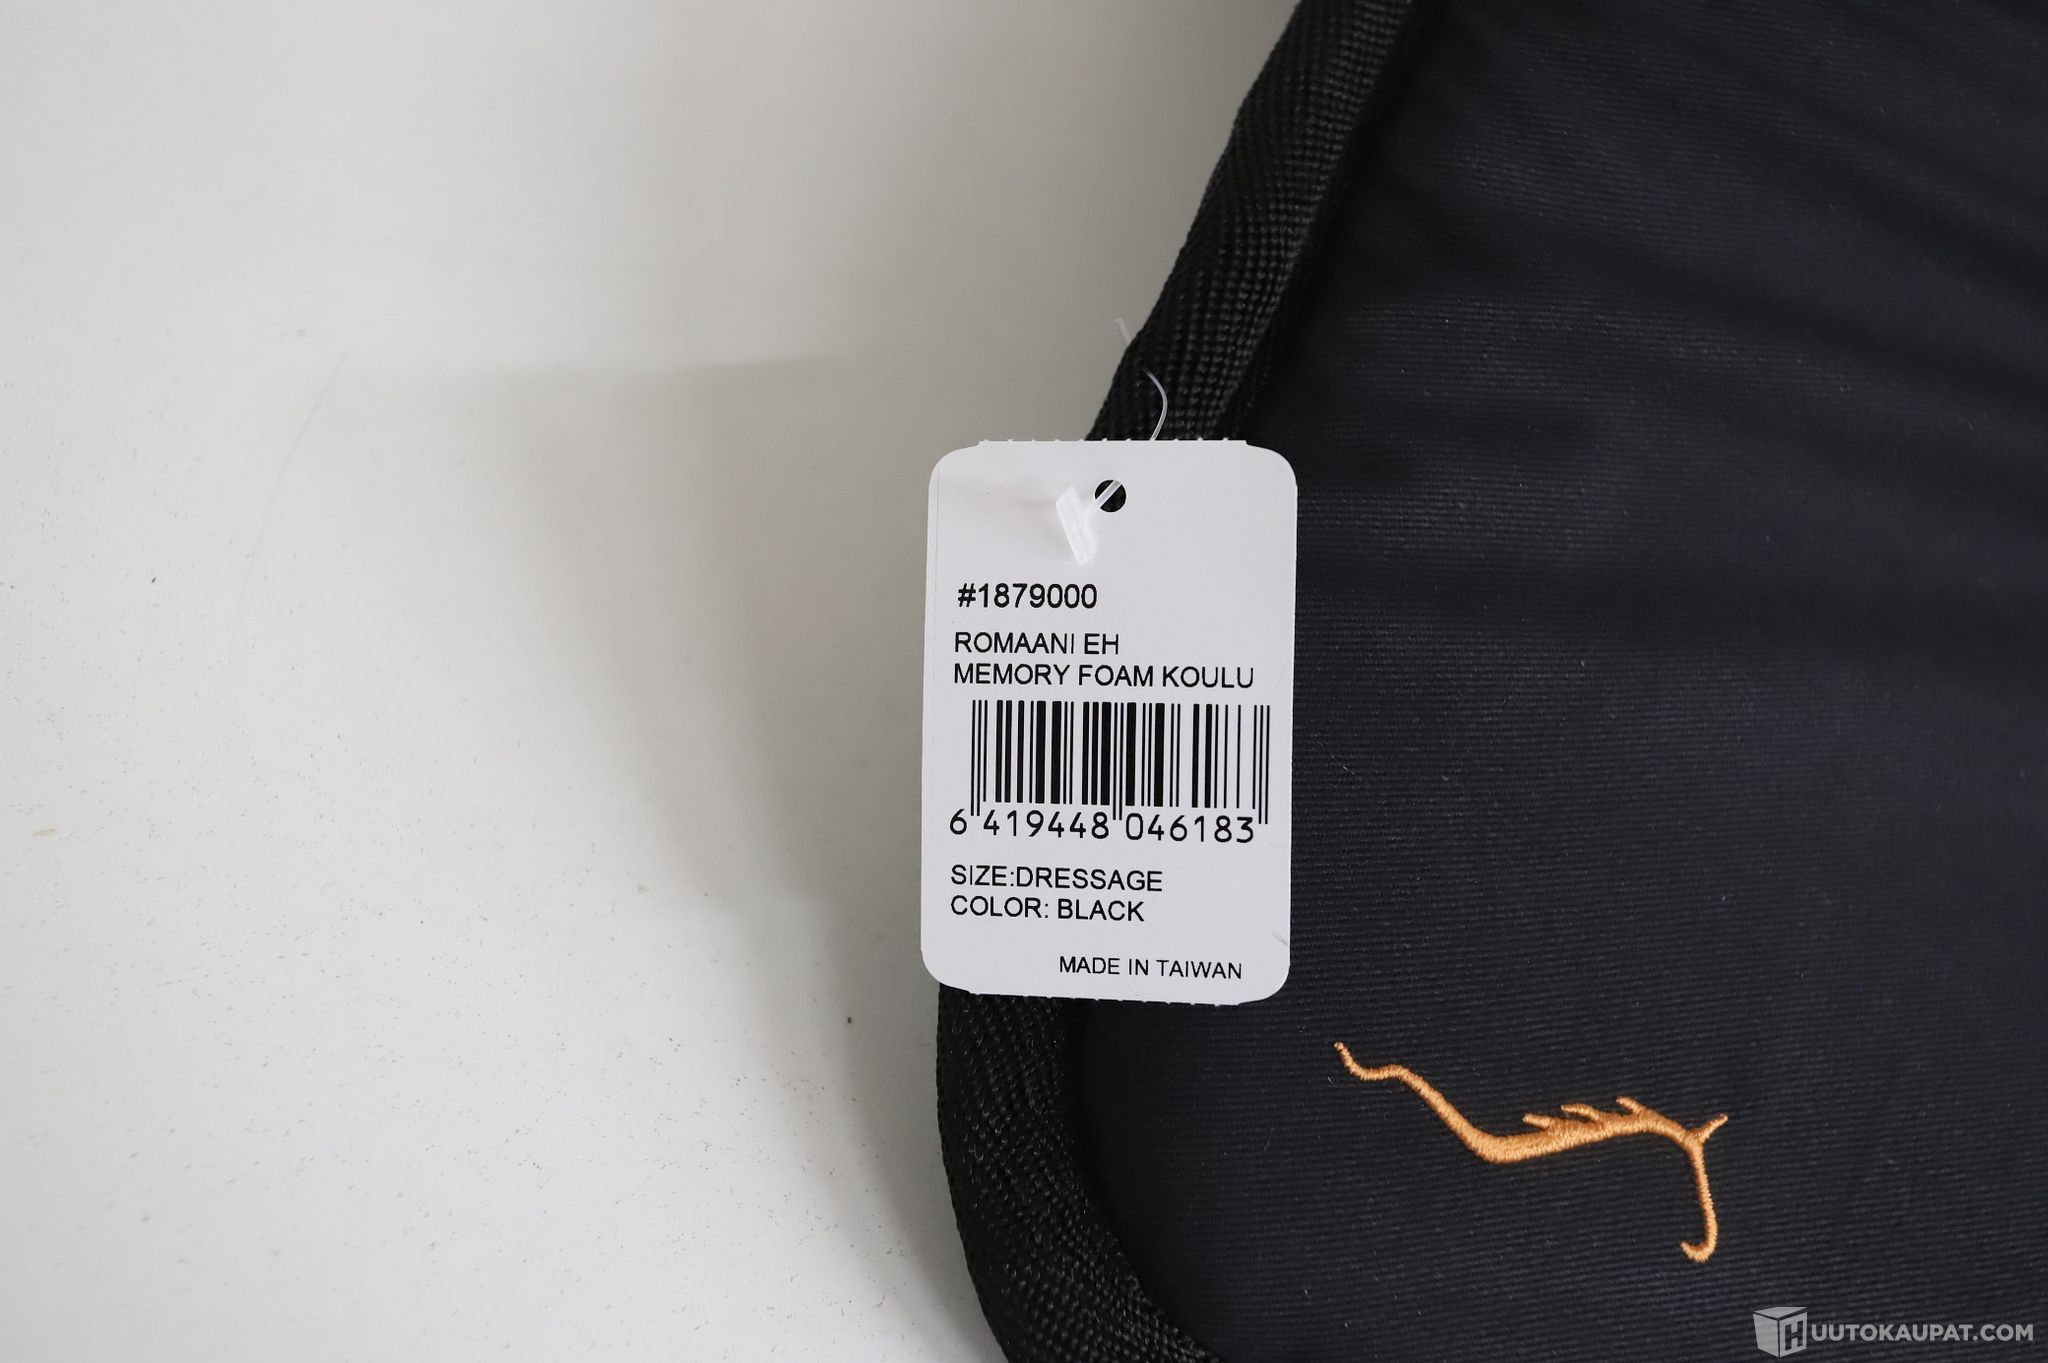 #1879000
ROMAANI EH
MEMORY FOAM KOULU
6 419448 046183
SIZE:DRESSAGE
COLOR: BLACK
MADE IN TAIWAN
HUUTOKAUPAT.COM